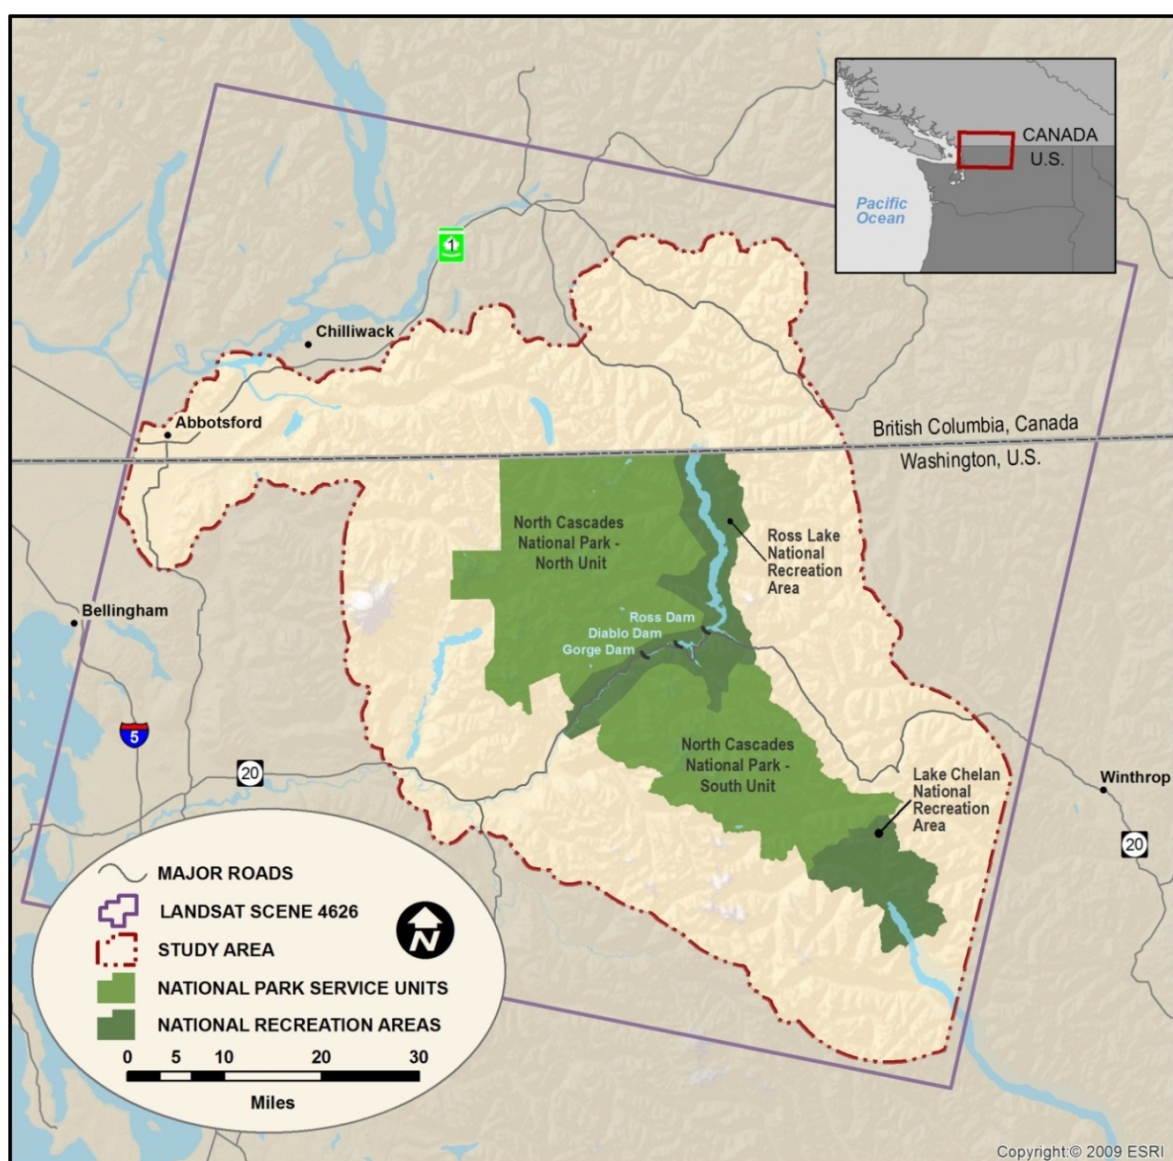 CANADA
U.S.
Pacific
Ocean
1
Chilliwack
Abbotsford
British Columbia, Canada
Washington, U.S.
North Cascades
National Park -
North Unit
Ross Lake
National
Recreation
Area
Bellingham
Ross Dam
Diablo Dam
Gorge Dam
5
20
North Cascades
National Park -
South Unit
Lake Chelan
National
Recreation
Area
Winthrop
20
MAJOR ROADS
LANDSAT SCENE 4626
STUDY AREA
N
NATIONAL PARK SERVICE UNITS
NATIONAL RECREATION AREAS
0 5 10 20 30
Miles
Copyright:© 2009 ESRI